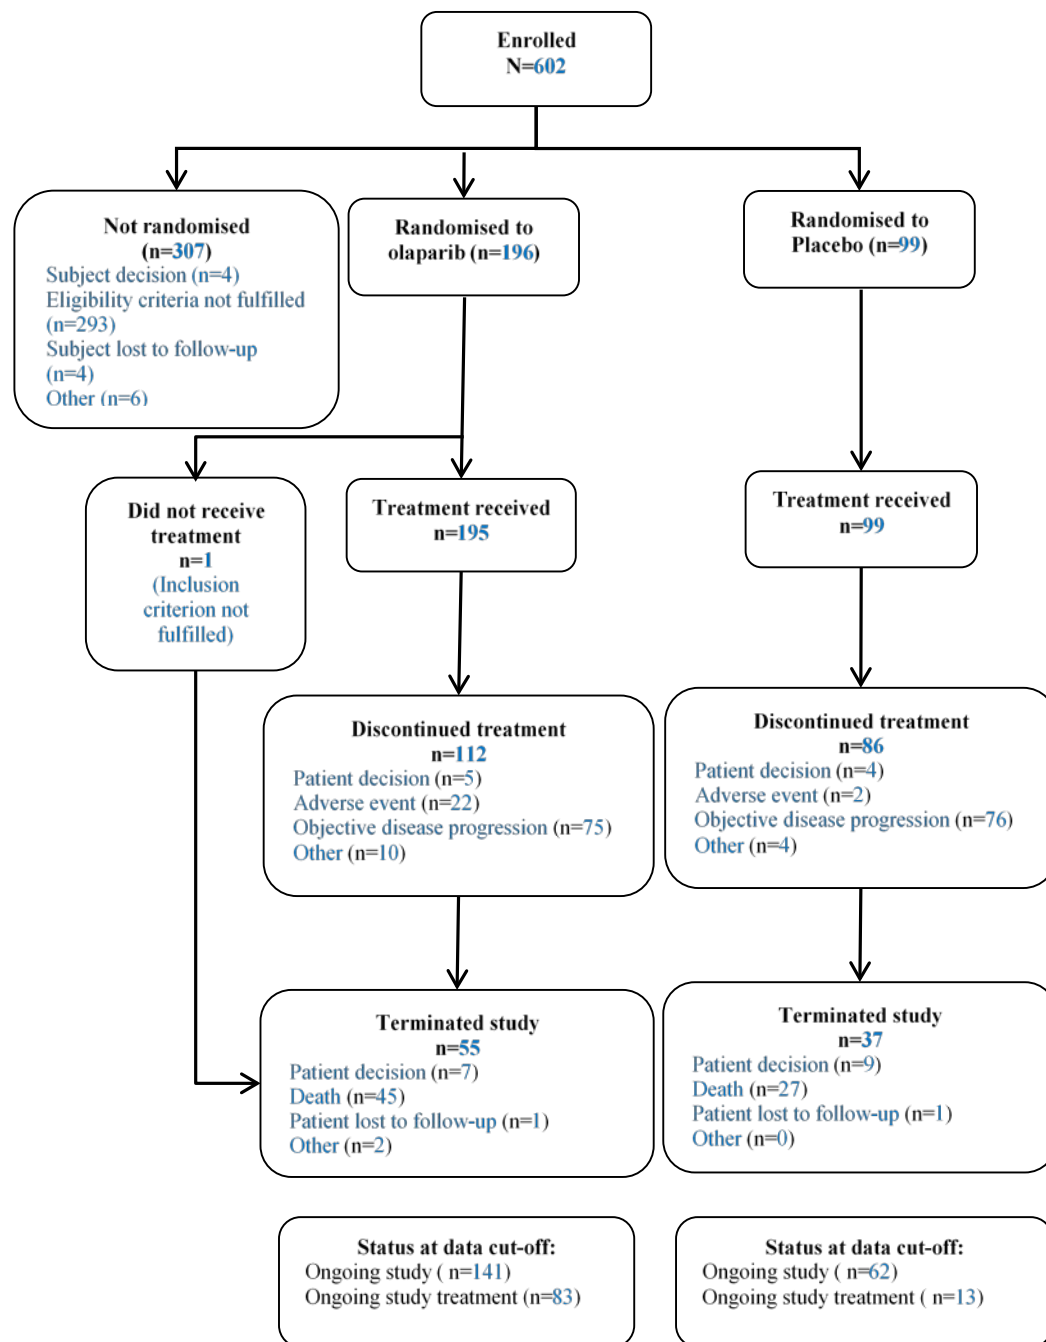 Enrolled
N=602
Not randomised
(n=307)
Subject decision (n=4)
Eligibility criteria not fulfilled
(n=293)
Subject lost to follow-up
(n=4)
Other (n=6)
Randomised to
olaparib (n=196)
Randomised to
Placebo (n=99)
Did not receive
treatment
n=1
(Inclusion
criterion not
fulfilled)
Treatment received
n=195
Treatment received
n=99
Discontinued treatment
n=112
Patient decision (n=5)
Adverse event (n=22)
Objective disease progression (n=75)
Other (n=10)
Discontinued treatment
n=86
Patient decision (n=4)
Adverse event (n=2)
Objective disease progression (n=76)
Other (n=4)
Terminated study
n=55
Patient decision (n=7)
Death (n=45)
Patient lost to follow-up (n=1)
Other (n=2)
Terminated study
n=37
Patient decision (n=9)
Death (n=27)
Patient lost to follow-up (n=1)
Other (n=0)
Status at data cut-off:
Ongoing study ( n=141)
Ongoing study treatment (n=83)
Status at data cut-off:
Ongoing study ( n=62)
Ongoing study treatment ( n=13)